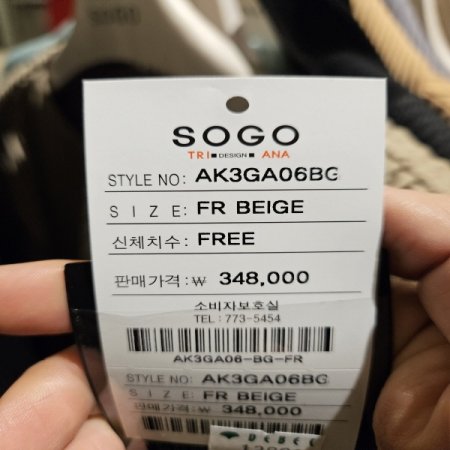 SOGO
TRI■DESIGN■ANA
STYLE NO: AK3GA06BG
SIZE: FR BEIGE
신체치수: FREE
판매가격:₩ 348,000
소비자보호실
TEL: 773-5454
AK3GA06-BG-FR
STYLE NO: AK3GA06BG
SIZE: FR BEIGE
판매가격:₩ 348,000